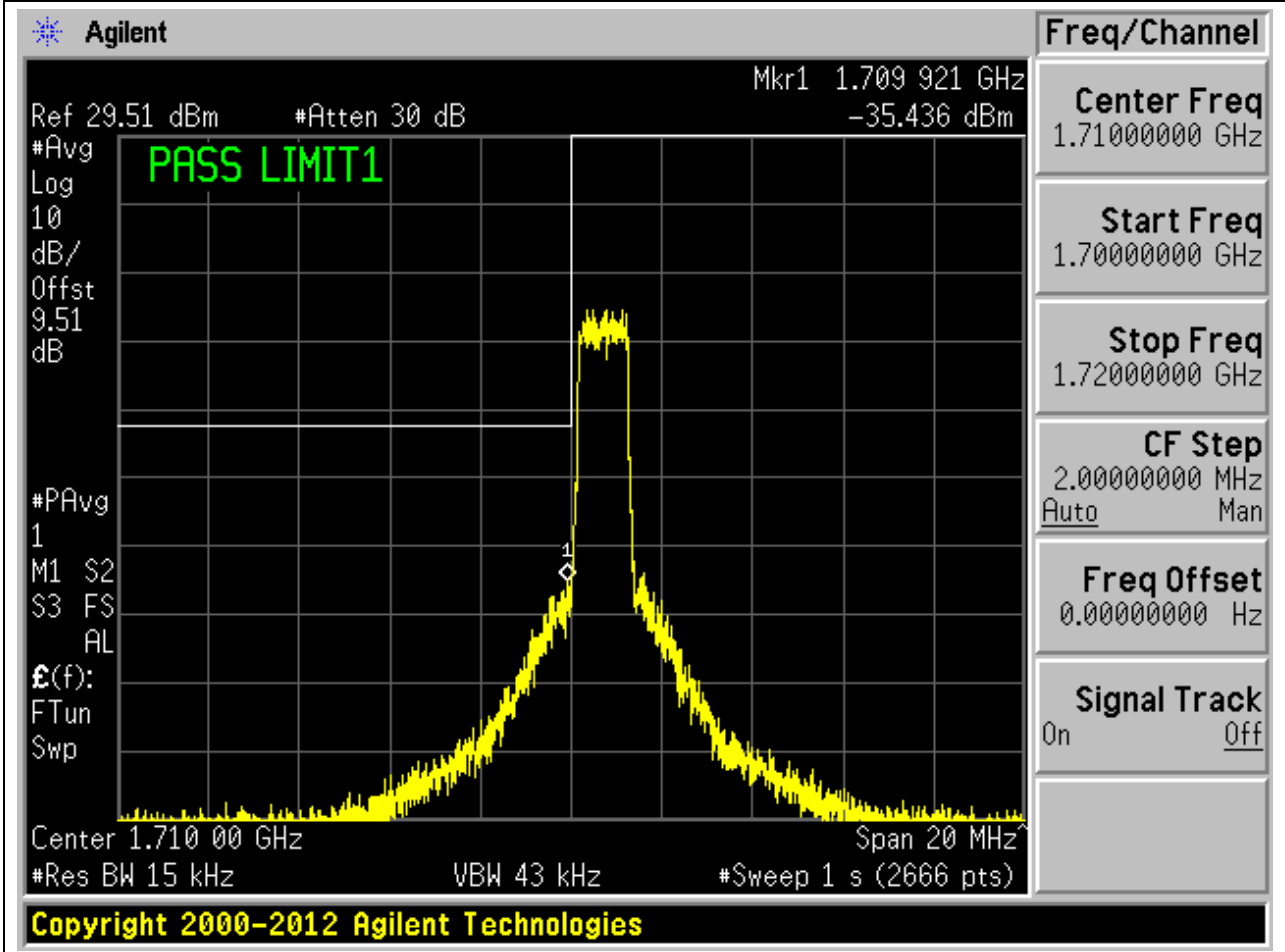 Agilent
Freq/Channel
Mkr1 1.709 921 GHz
Ref 29.51 dBm #Atten 30 dB -35.436 dBm
#Avg
Log
10
dB/
Offst
9.51
dB
PASS LIMIT1
#PAvg
1
M1 S2
S3 FS
AL
£(f):
FTun
Swp
1
Center 1.710 00 GHz Span 20 MHz^
#Res BW 15 kHz VBW 43 kHz #Sweep 1 s (2666 pts)
Center Freq
1.71000000 GHz
Start Freq
1.70000000 GHz
Stop Freq
1.72000000 GHz
CF Step
2.00000000 MHz
Auto Man
Freq Offset
0.00000000 Hz
Signal Track
On Off
Copyright 2000-2012 Agilent Technologies